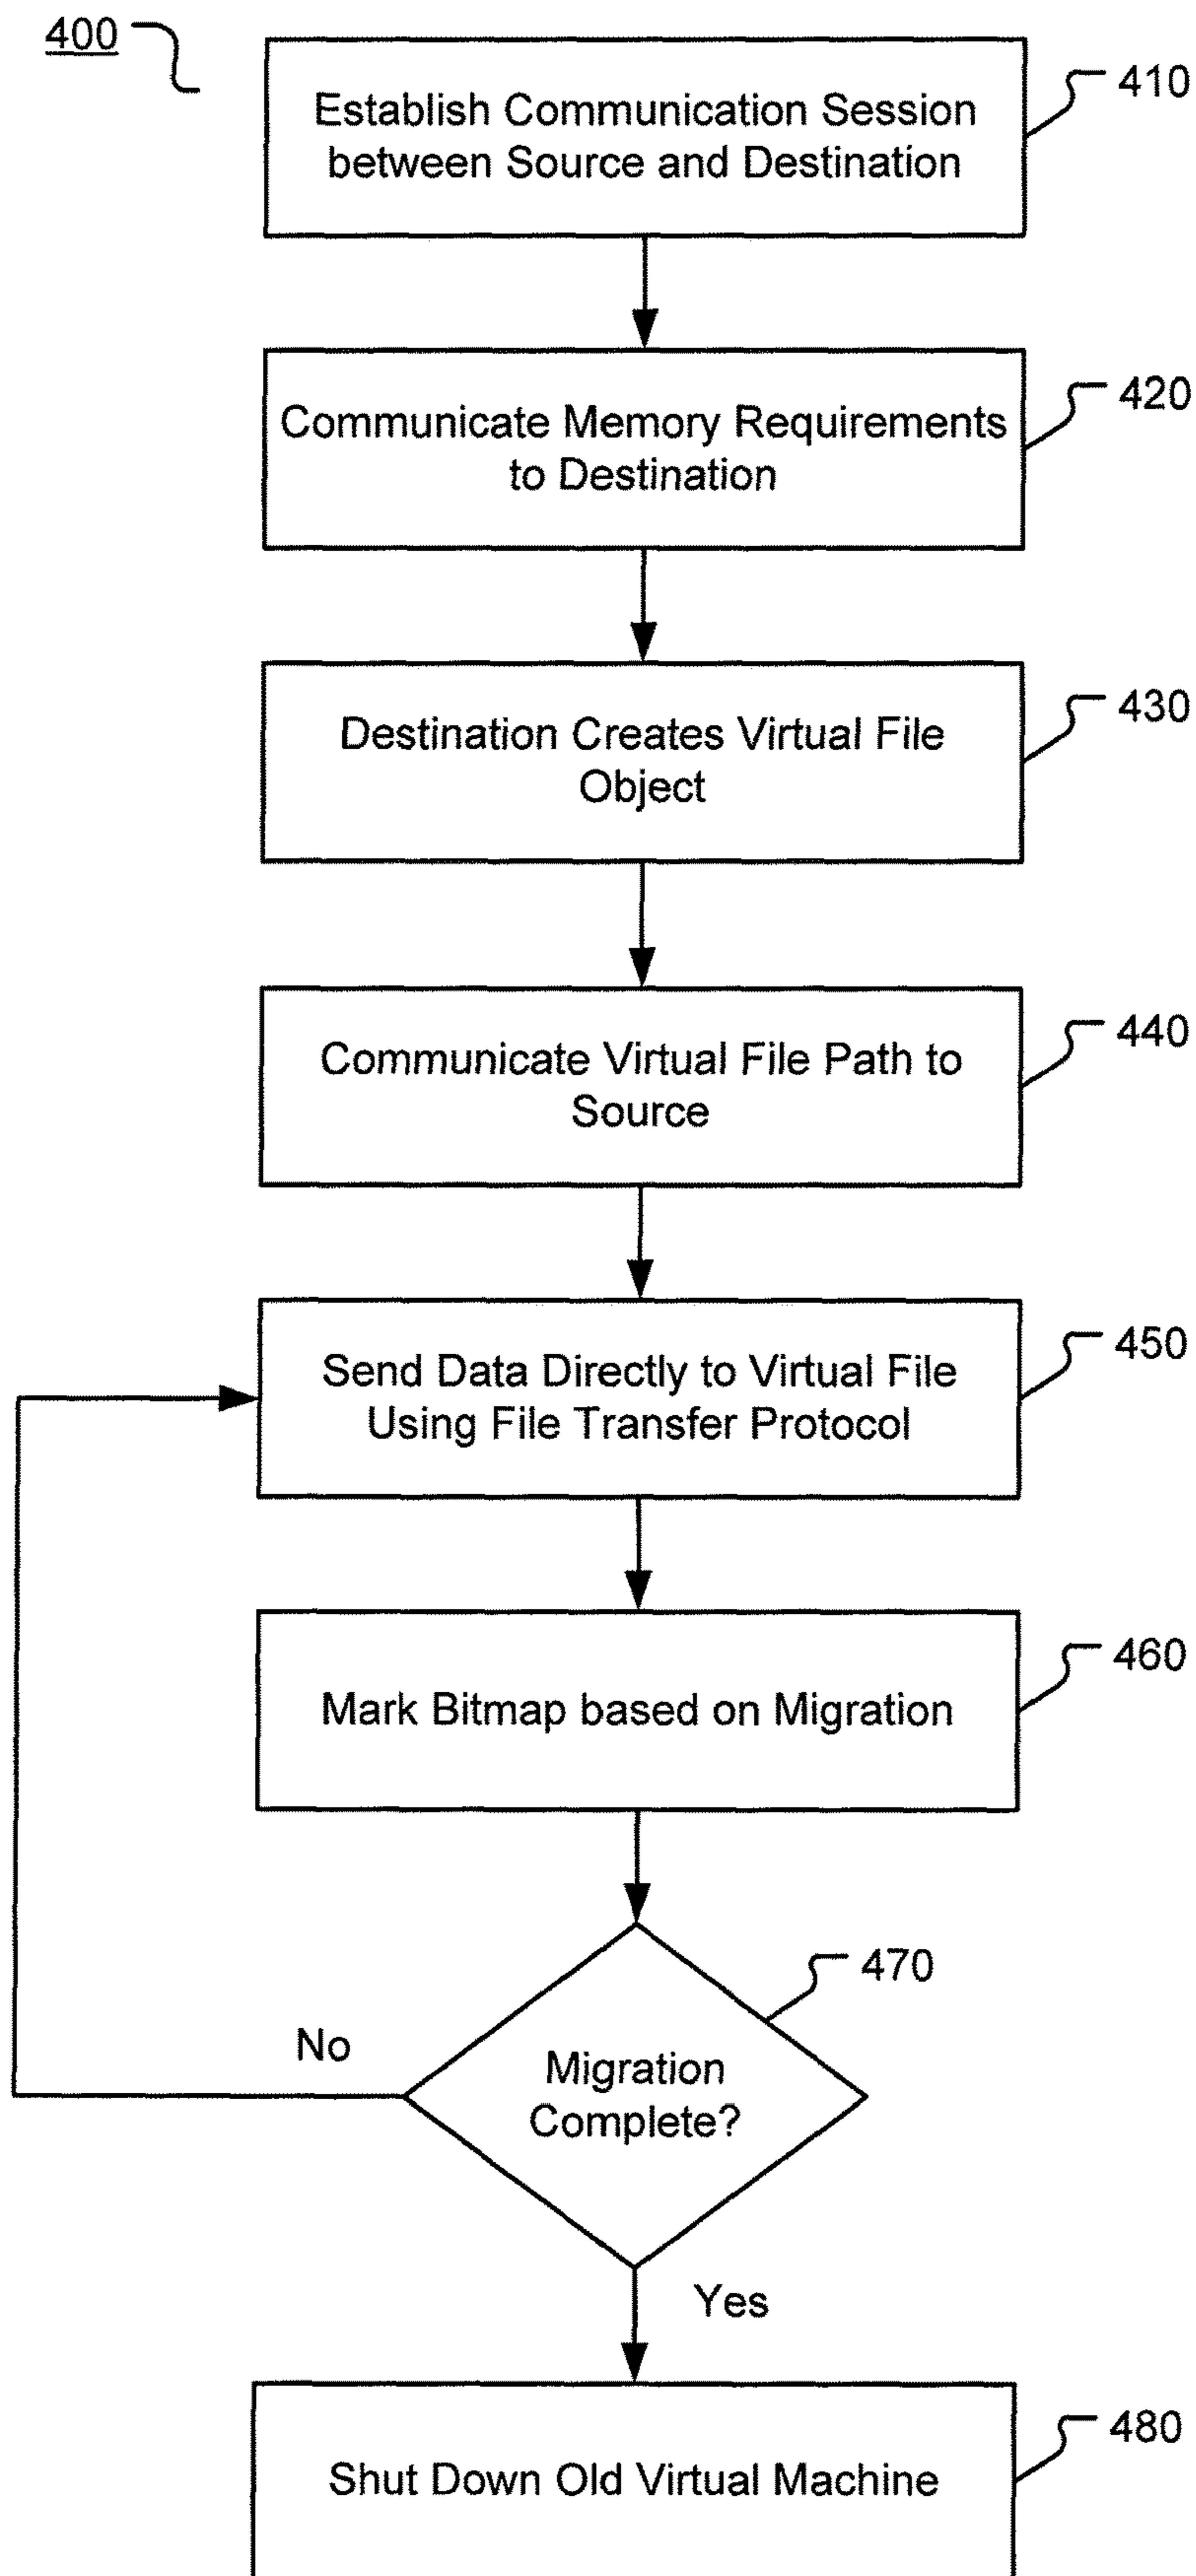 400
Establish Communication Session
between Source and Destination
410
Communicate Memory Requirements
to Destination
420
Destination Creates Virtual File
Object
430
Communicate Virtual File Path to
Source
440
Send Data Directly to Virtual File
Using File Transfer Protocol
450
Mark Bitmap based on Migration
460
470
No
Migration
Complete?
Yes
Shut Down Old Virtual Machine
480